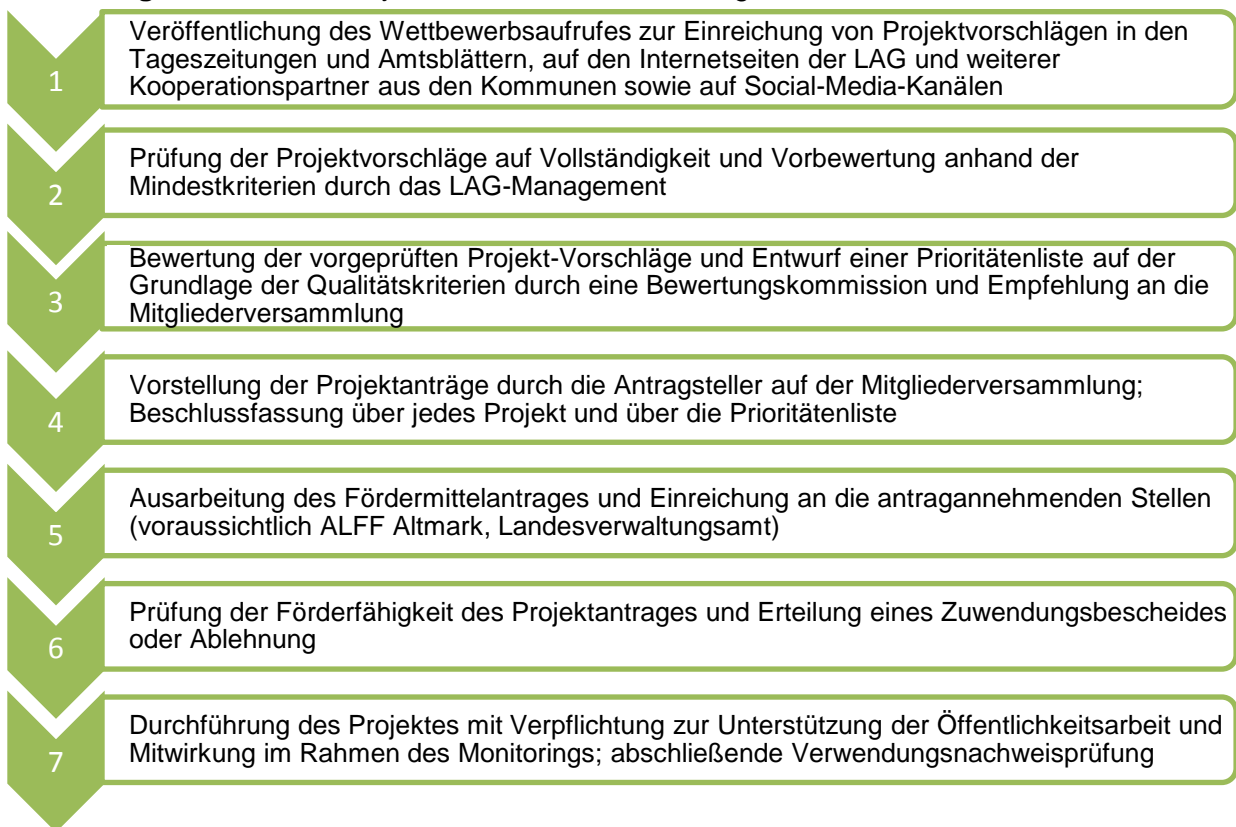 1
Veröffentlichung des Wettbewerbsaufrufes zur Einreichung von Projektvorschlägen in den
Tageszeitungen und Amtsblättern, auf den Internetseiten der LAG und weiterer
Kooperationspartner aus den Kommunen sowie auf Social-Media-Kanälen
2
Prüfung der Projektvorschläge auf Vollständigkeit und Vorbewertung anhand der
Mindestkriterien durch das LAG-Management
3
Bewertung der vorgeprüften Projekt-Vorschläge und Entwurf einer Prioritätenliste auf der
Grundlage der Qualitätskriterien durch eine Bewertungskommission und Empfehlung an die
Mitgliederversammlung
4
Vorstellung der Projektanträge durch die Antragsteller auf der Mitgliederversammlung;
Beschlussfassung über jedes Projekt und über die Prioritätenliste
5
Ausarbeitung des Fördermittelantrages und Einreichung an die antragannehmenden Stellen
(voraussichtlich ALFF Altmark, Landesverwaltungsamt)
6
Prüfung der Förderfähigkeit des Projektantrages und Erteilung eines Zuwendungsbescheides
oder Ablehnung
7
Durchführung des Projektes mit Verpflichtung zur Unterstützung der Öffentlichkeitsarbeit und
Mitwirkung im Rahmen des Monitorings; abschließende Verwendungsnachweisprüfung